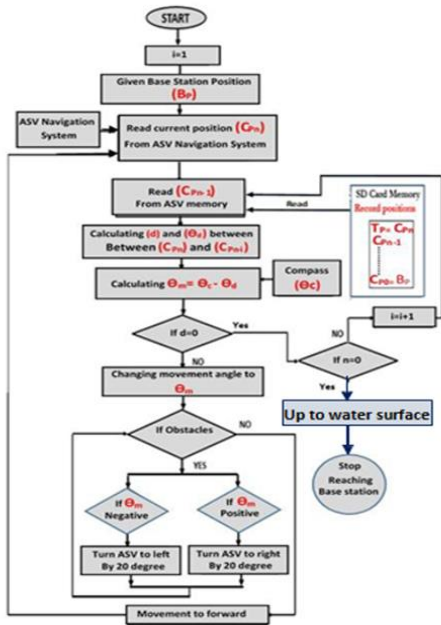 START
i=1
Given Base Station Position
(BP)
ASV Navigation
System
Read current position (CPn)
From ASV Navigation System
Read (CPn-1)
From ASV memory
Read
SD Card Memory
Record positions
TP= CPn
CPn-1
CP0= BP
Calculating (d) and (Θd) between
Between (CPn) and (CPn-i)
Calculating Θm= Θc - Θd
Compass
(Θc)
If d=0
Yes
NO
i=i+1
If n=0
NO
Yes
Changing movement angle to
Θm
Up to water surface
If Obstacles
NO
YES
Stop
Reaching
Base station
If Θm
Negative
If Θm
Positive
Turn ASV to left
By 20 degree
Turn ASV to right
By 20 degree
Movement to forward